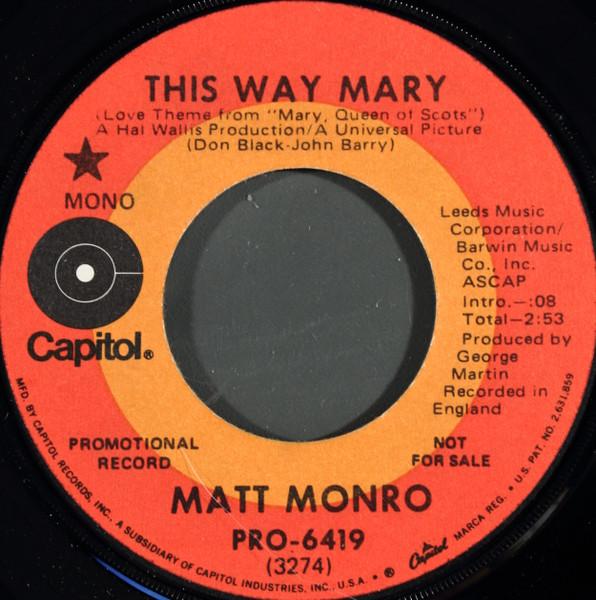 THIS WAY MARY
(Love Theme from "Mary, Queen of Scots")
A Hal Wallis Production/A Universal Picture
(Don Black-John Barry)
MONO
Capitol®
Leeds Music
Corporation/
Barwin Music
Co., Inc.
ASCAP
Intro.—:08
Total—2:53
Produced by
George
Martin
Recorded in
England
PROMOTIONAL
RECORD
NOT
FOR SALE
MATT MONRO
PRO-6419
(3274)
MFD. BY CAPITOL RECORDS, INC., A SUBSIDIARY OF CAPITOL INDUSTRIES, INC., U.S.A. • ® Capitol MARCA REG. • U.S. PAT. NO. 2,631,859